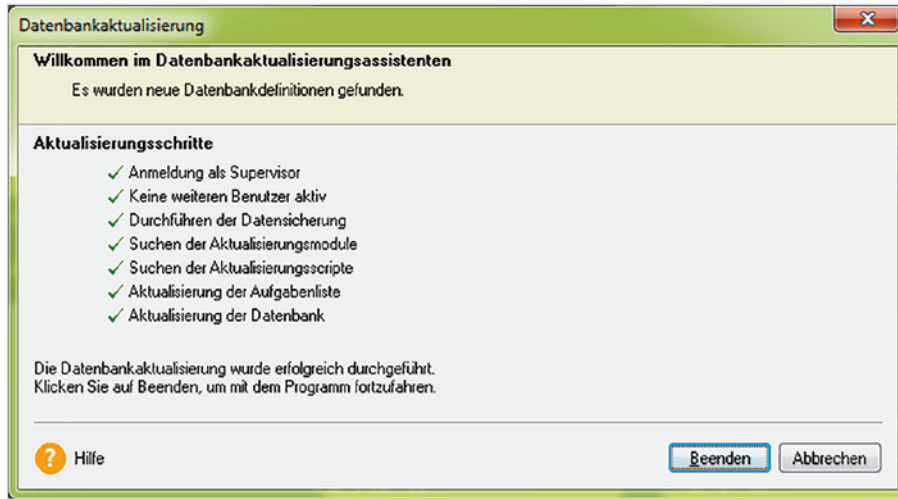 Datenbankaktualisierung
Willkommen im Datenbankaktualisierungsassistenten
Es wurden neue Datenbankdefinitionen gefunden.
Aktualisierungsschritte
Anmeldung als Supervisor
Keine weiteren Benutzer aktiv
Durchführen der Datensicherung
Suchen der Aktualisierungsmodule
Suchen der Aktualisierungsscripte
Aktualisierung der Aufgabenliste
Aktualisierung der Datenbank
Die Datenbankaktualisierung wurde erfolgreich durchgeführt.
Klicken Sie auf Beenden, um mit dem Programm fortzufahren.
? Hilfe Beenden Abbrechen